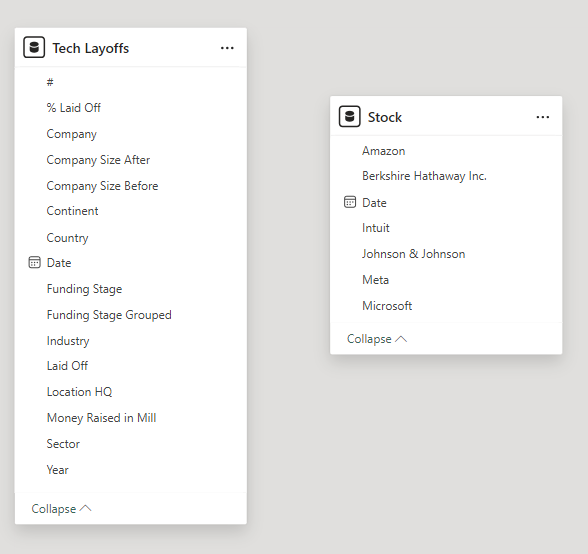 Tech Layoffs
#
% Laid Off
Company
Company Size After
Company Size Before
Continent
Country
Date
Funding Stage
Funding Stage Grouped
Industry
Laid Off
Location HQ
Money Raised in Mill
Sector
Year
Collapse
Stock
Amazon
Berkshire Hathaway Inc.
Date
Intuit
Johnson & Johnson
Meta
Microsoft
Collapse